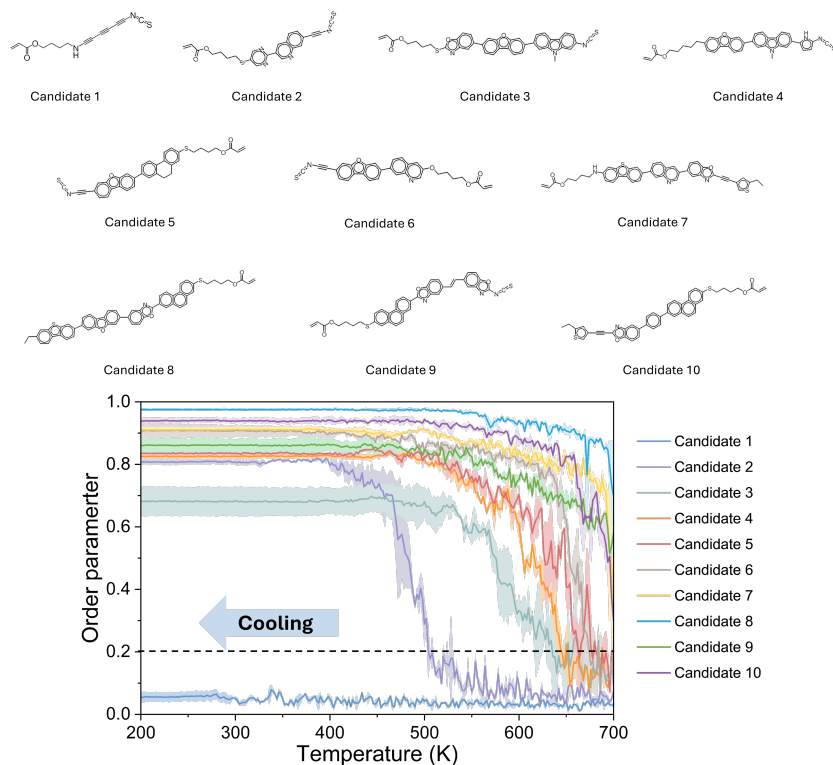 Candidate 1
Candidate 2
Candidate 3
Candidate 4
Candidate 5
Candidate 6
Candidate 7
Candidate 8
Candidate 9
Candidate 10
Order paramerter
1.0
0.8
0.6
0.4
0.2
0.0
Cooling
200
300
400
500
600
700
Temperature (K)
Candidate 1
Candidate 2
Candidate 3
Candidate 4
Candidate 5
Candidate 6
Candidate 7
Candidate 8
Candidate 9
Candidate 10